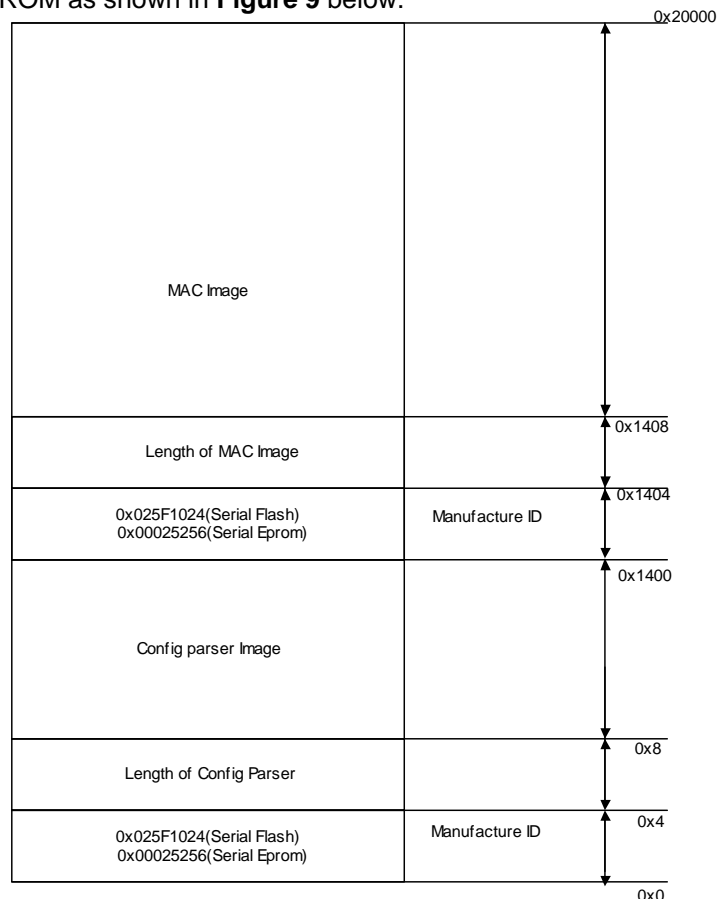 ROM as shown in Figure 9 below.
0x20000
MAC Image
0x1408
Length of MAC Image
0x1404
0x025F1024(Serial Flash)
0x00025256(Serial Eprom)
Manufacture ID
0x1400
Config parser Image
0x8
Length of Config Parser
0x4
0x025F1024(Serial Flash)
0x00025256(Serial Eprom)
Manufacture ID
0x0